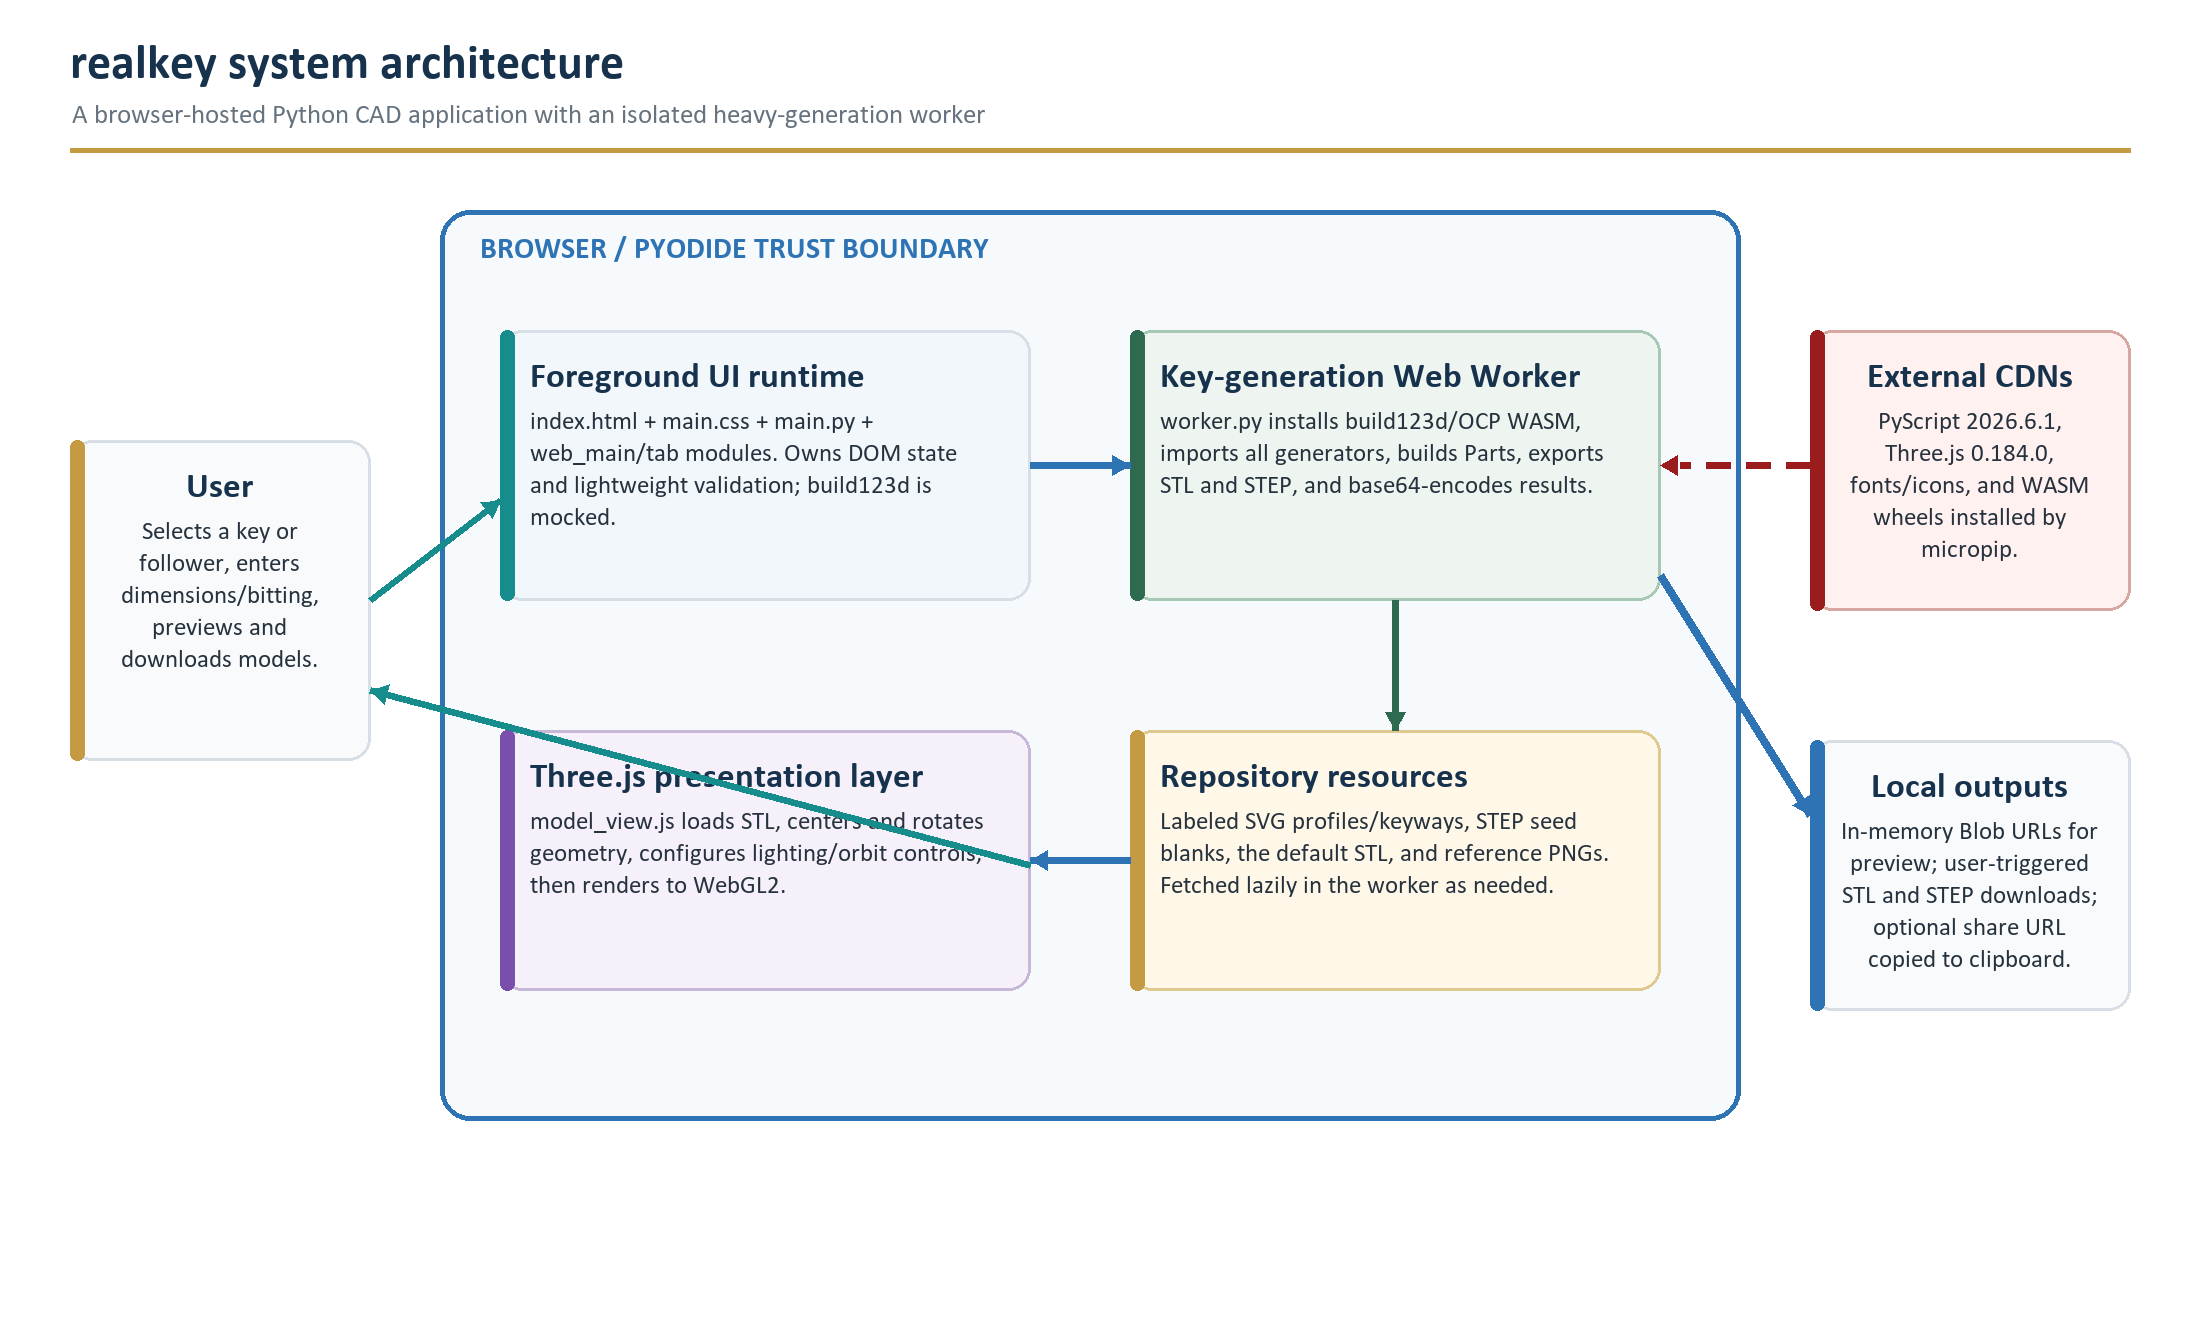 realkey system architecture
A browser-hosted Python CAD application with an isolated heavy-generation worker
BROWSER / PYODIDE TRUST BOUNDARY
User
Selects a key or
follower, enters
dimensions/bitting,
previews and
downloads models.
Foreground UI runtime
index.html + main.css + main.py +
web_main/tab modules. Owns DOM state
and lightweight validation; build123d is
mocked.
Key-generation Web Worker
worker.py installs build123d/OCP WASM,
imports all generators, builds Parts, exports
STL and STEP, and base64-encodes results.
External CDNs
PyScript 2026.6.1,
Three.js 0.184.0,
fonts/icons, and WASM
wheels installed by
micropip.
Three.js presentation layer
model_view.js loads STL, centers and rotates
geometry, configures lighting/orbit controls,
then renders to WebGL2.
Repository resources
Labeled SVG profiles/keyways, STEP seed
blanks, the default STL, and reference PNGs.
Fetched lazily in the worker as needed.
Local outputs
In-memory Blob URLs for
preview; user-triggered
STL and STEP downloads;
optional share URL
copied to clipboard.